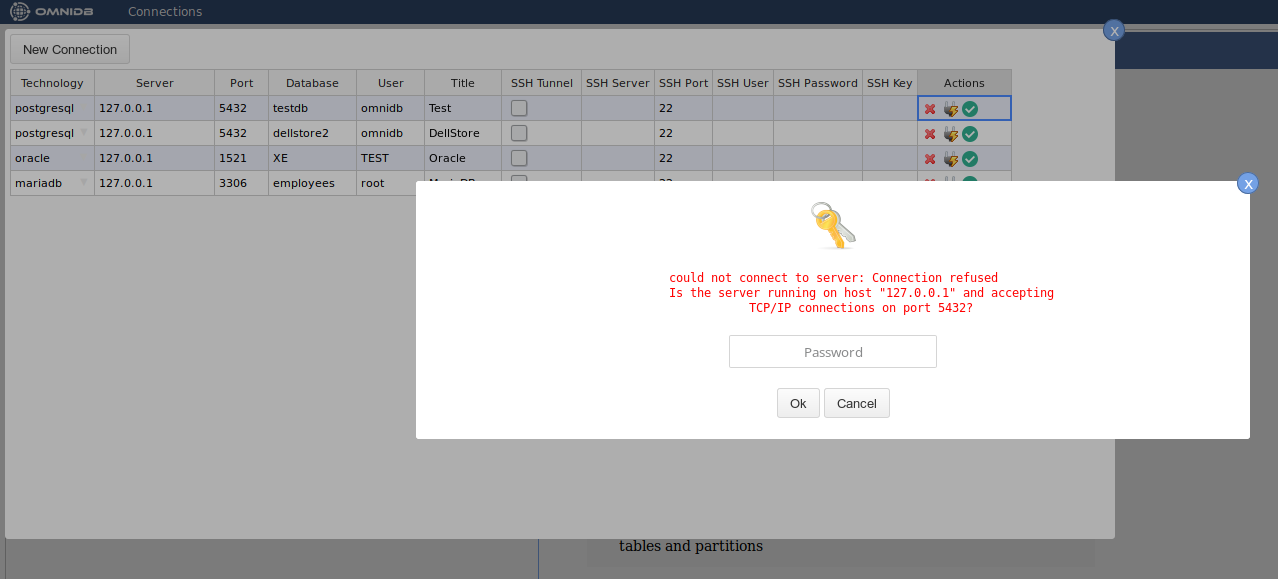 OMNIDB Connections
X
New Connection
Technology Server Port Database User Title SSH Tunnel SSH Server SSH Port SSH User SSH Password SSH Key Actions
postgresql 127.0.0.1 5432 testdb omnidb Test 22
postgresql 127.0.0.1 5432 dellstore2 omnidb DellStore 22
oracle 127.0.0.1 1521 XE TEST Oracle 22
mariadb 127.0.0.1 3306 employees root MariaDB 22
X
could not connect to server: Connection refused
Is the server running on host "127.0.0.1" and accepting
TCP/IP connections on port 5432?
Password
Ok Cancel
tables and partitions